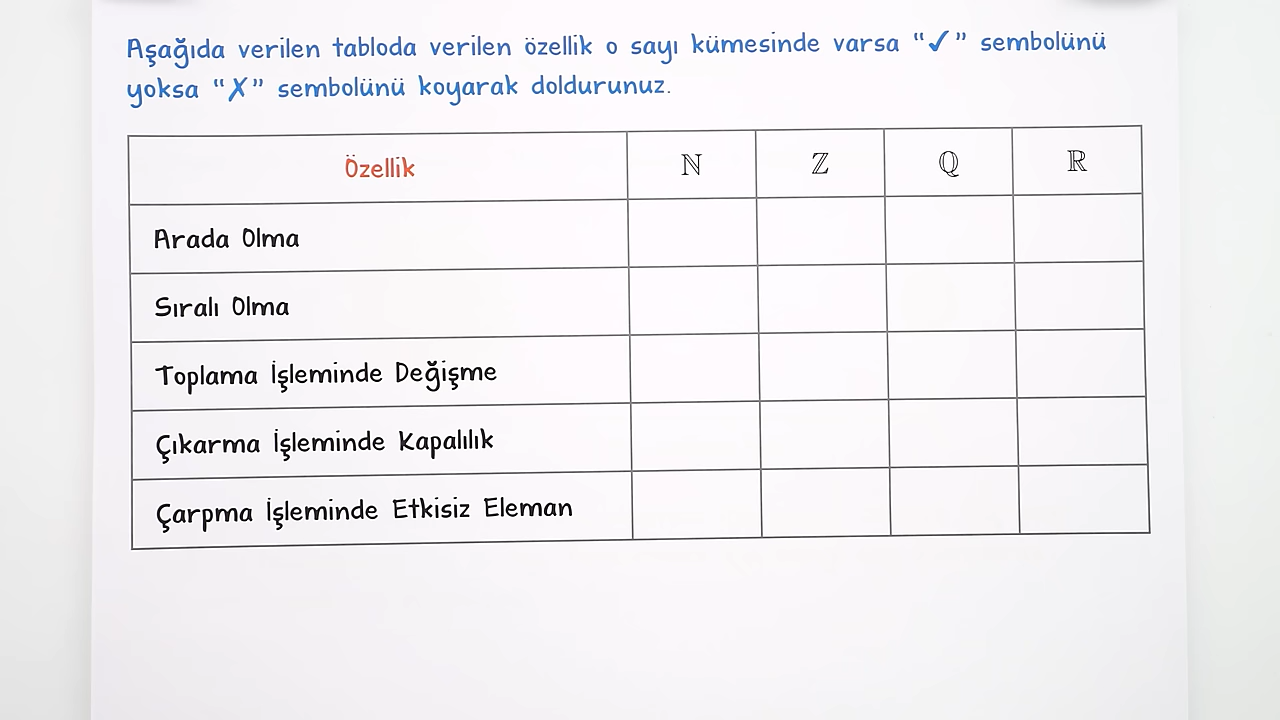 Aşağıda verilen tabloda verilen özellik o sayı kümesinde varsa “✓” sembolünü
yoksa “✗” sembolünü koyarak doldurunuz.
Özellik ℕ ℤ ℚ ℝ
Arada Olma
Sıralı Olma
Toplama İşleminde Değişme
Çıkarma İşleminde Kapalılık
Çarpma İşleminde Etkisiz Eleman